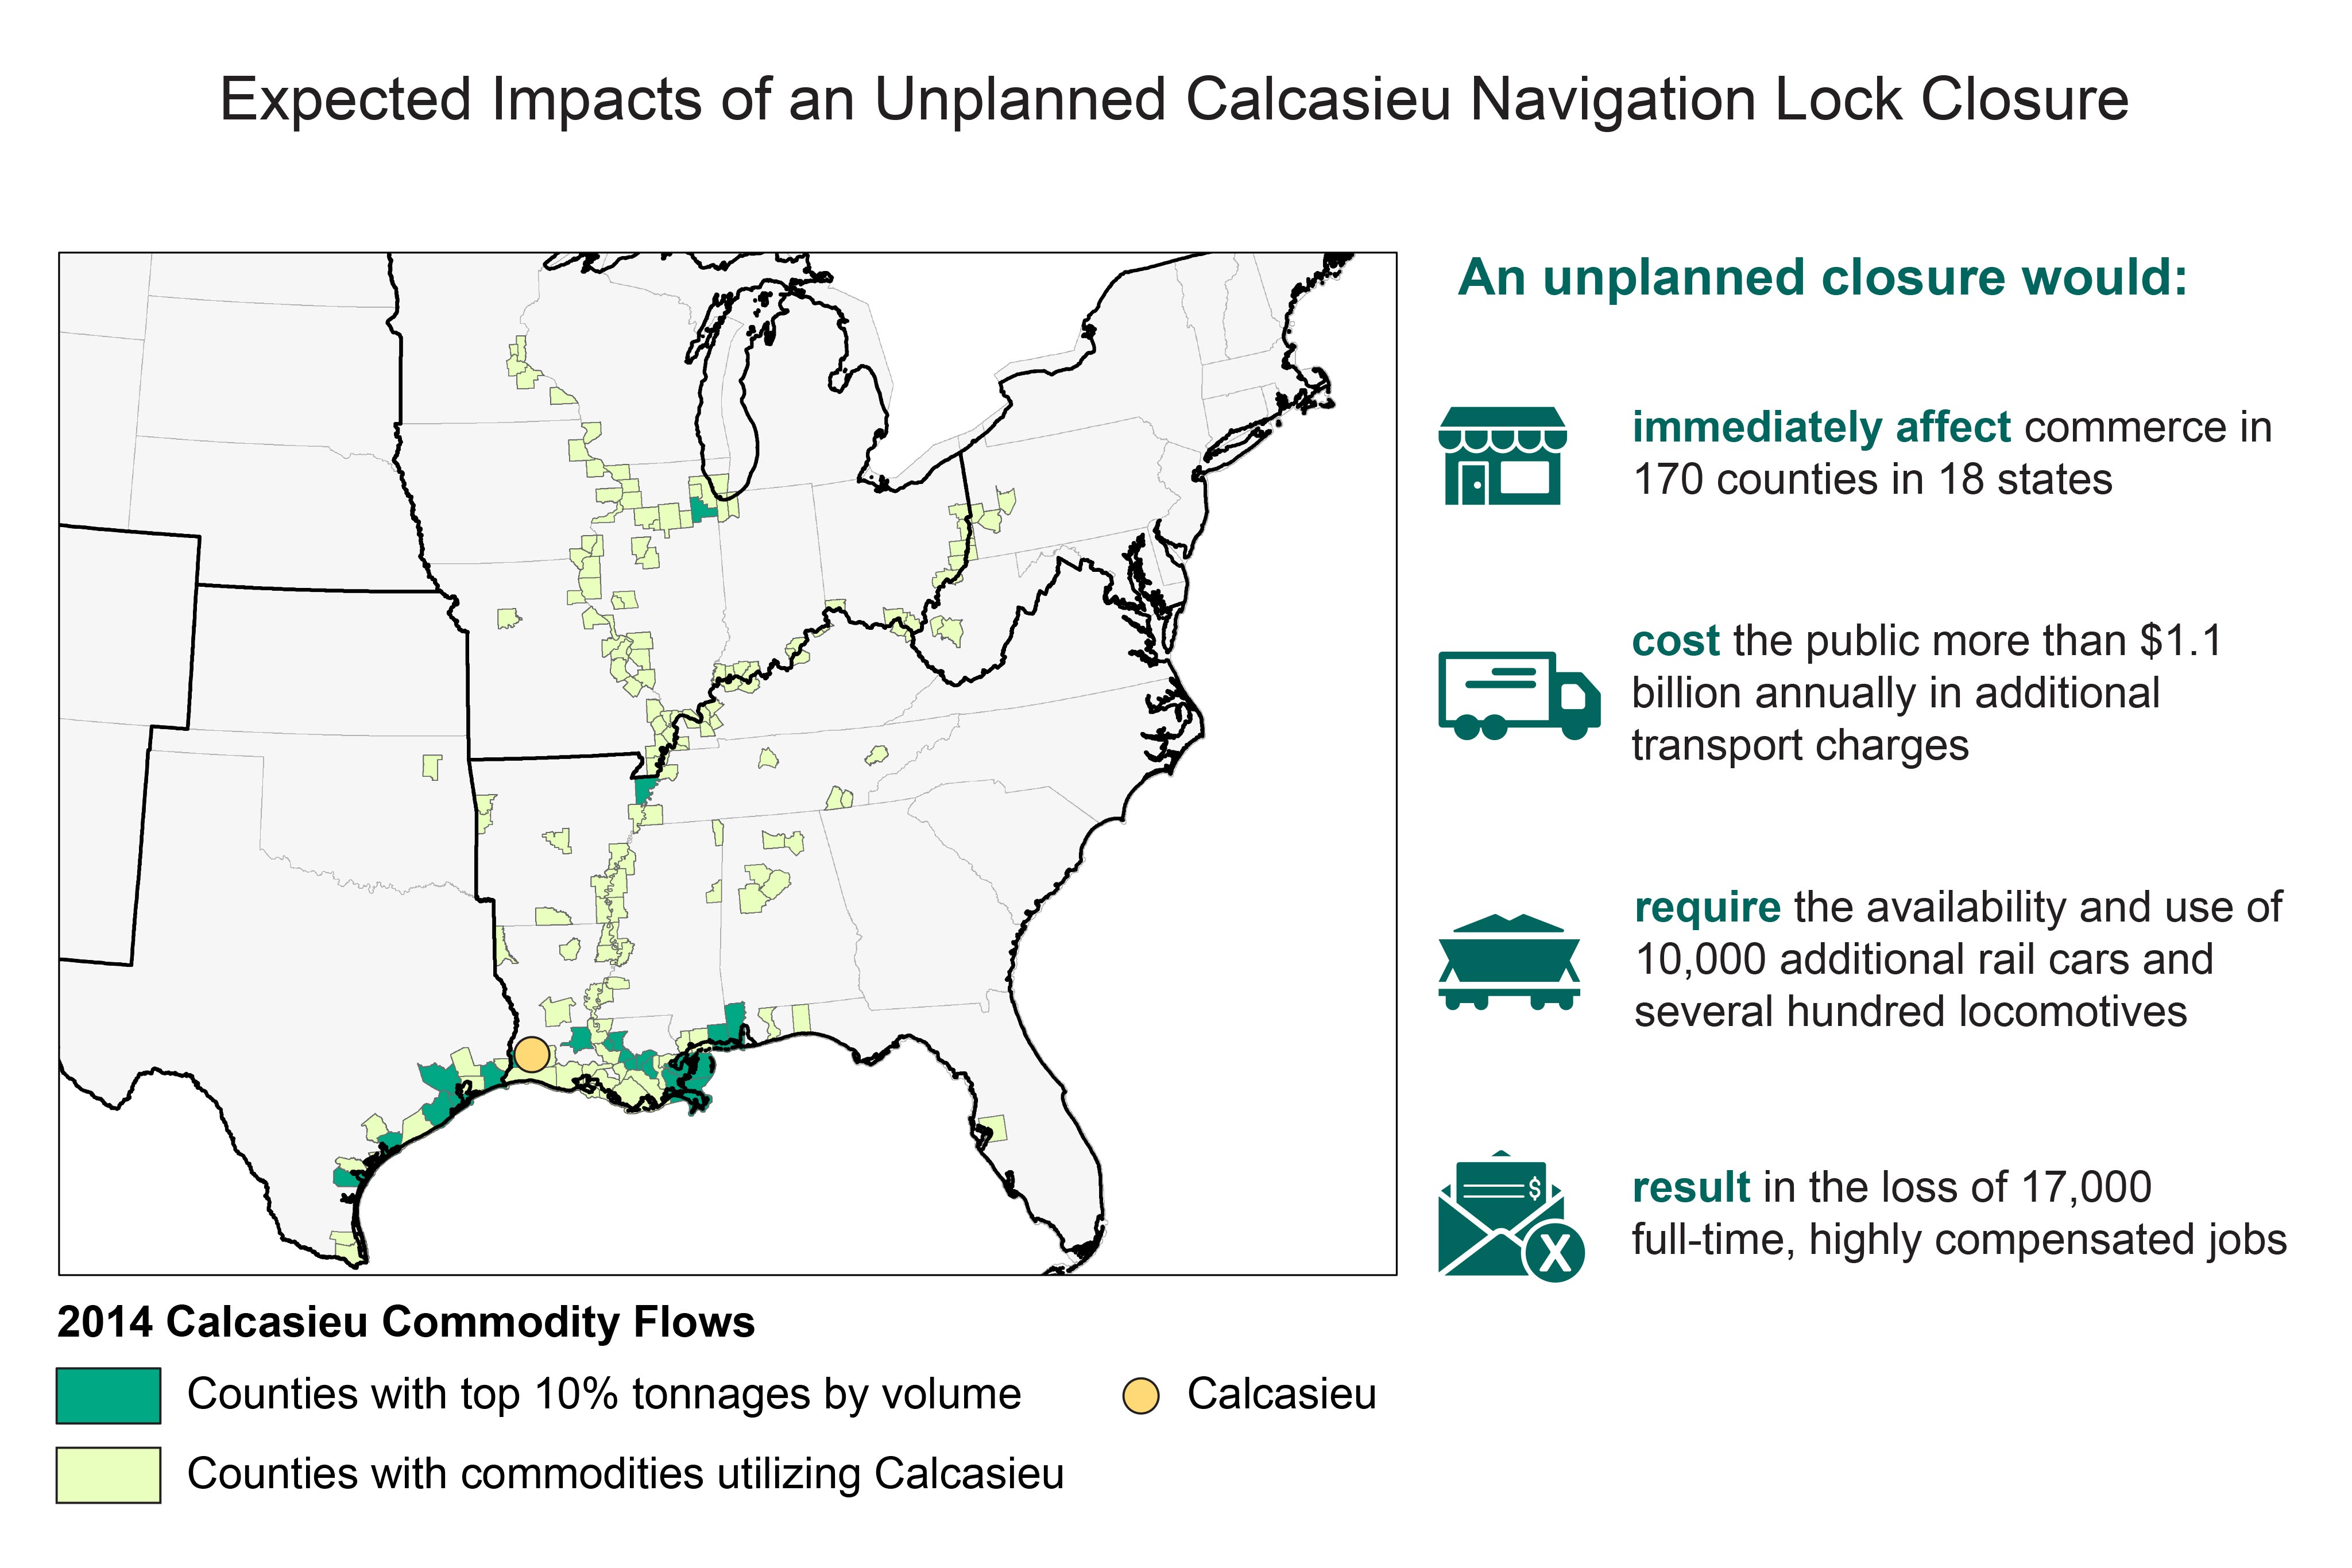 Expected Impacts of an Unplanned Calcasieu Navigation Lock Closure
An unplanned closure would:
immediately affect commerce in
170 counties in 18 states
cost the public more than $1.1
billion annually in additional
transport charges
require the availability and use of
10,000 additional rail cars and
several hundred locomotives
$
X
result in the loss of 17,000
full-time, highly compensated jobs
2014 Calcasieu Commodity Flows
Counties with top 10% tonnages by volume
Calcasieu
Counties with commodities utilizing Calcasieu